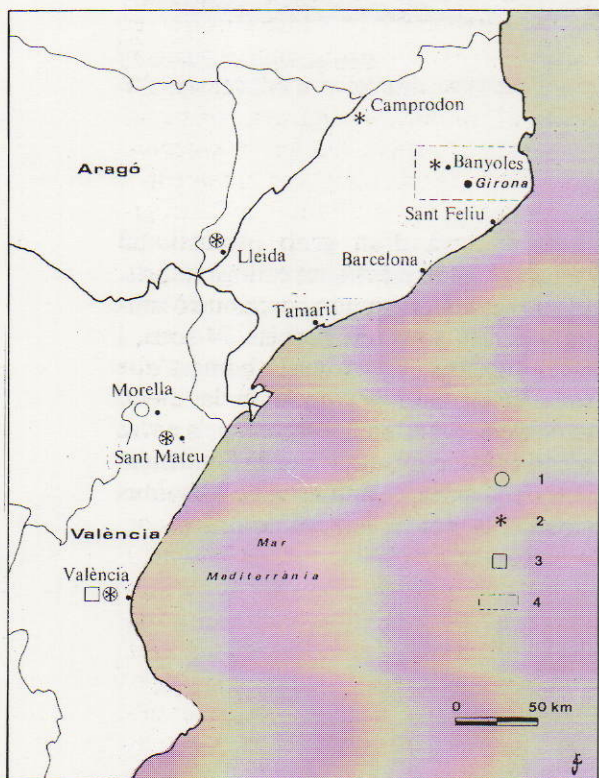 Camprodon
Aragó
Banyoles
Girona
Sant Feliu
Lleida
Barcelona
Tamarit
Morella
Sant Mateu
1
2
València
Mar
3
València
Mediterrània
4
0 50 km